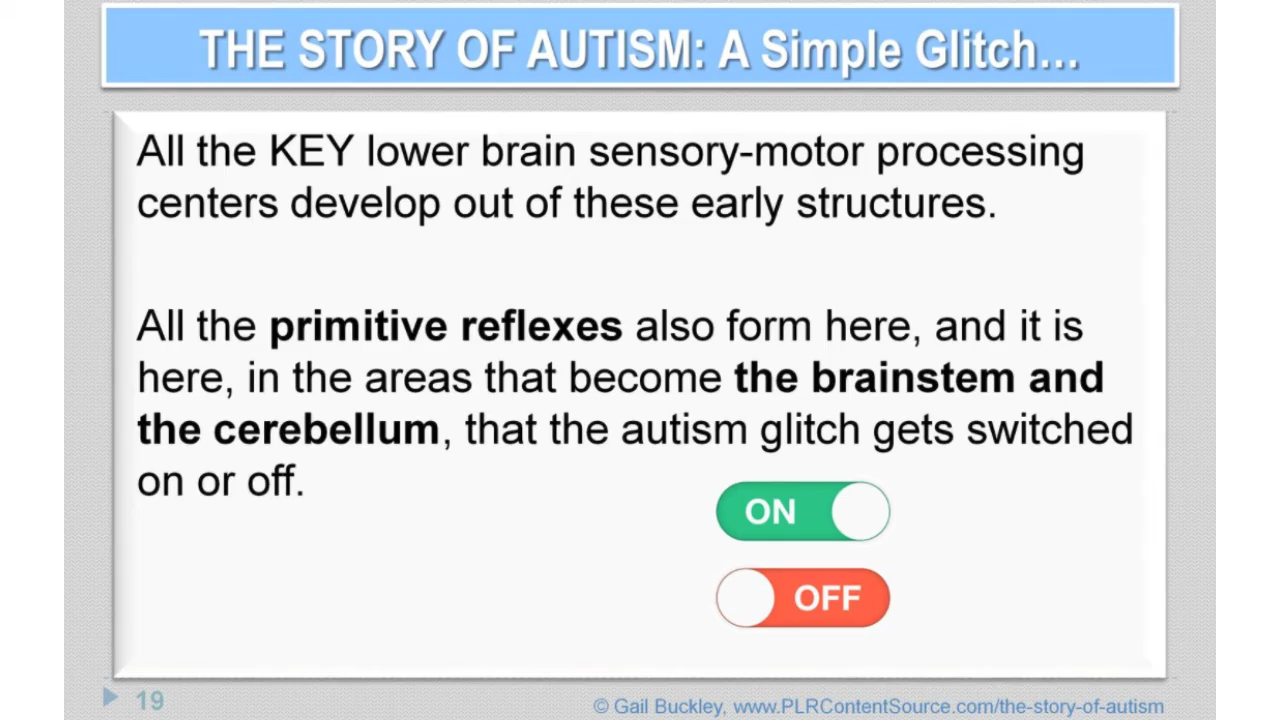 THE STORY OF AUTISM: A Simple Glitch...
All the KEY lower brain sensory-motor processing
centers develop out of these early structures.
All the primitive reflexes also form here, and it is
here, in the areas that become the brainstem and
the cerebellum, that the autism glitch gets switched
on or off.
ON
OFF
19
© Gail Buckley, www.PLRContentSource.com/the-story-of-autism